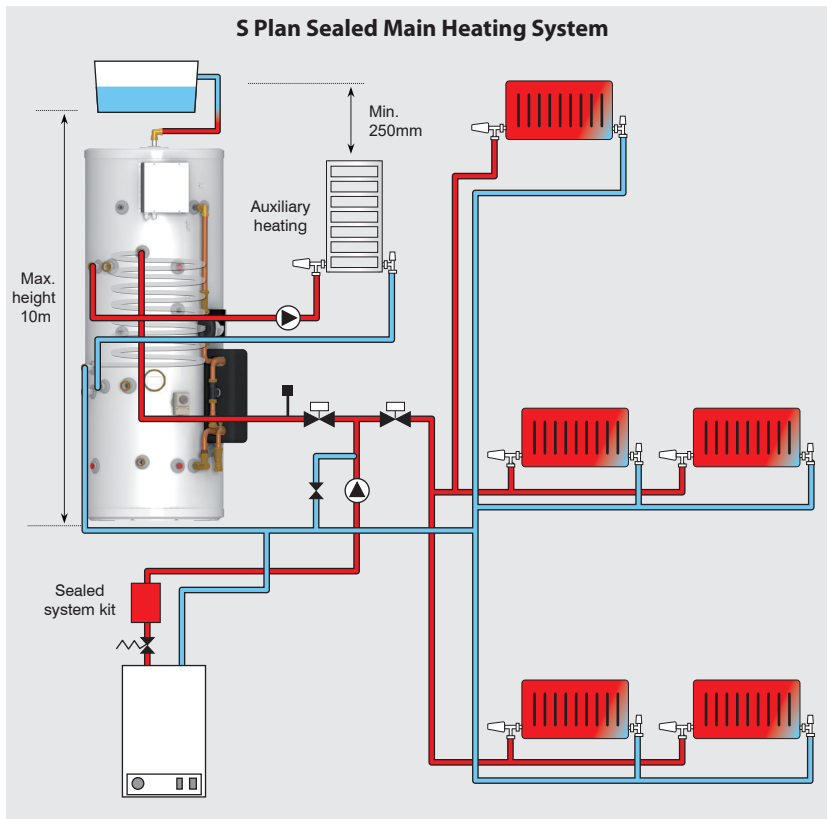 S Plan Sealed Main Heating System
Min.
250mm
Auxiliary
heating
Max.
height
10m
Sealed
system kit